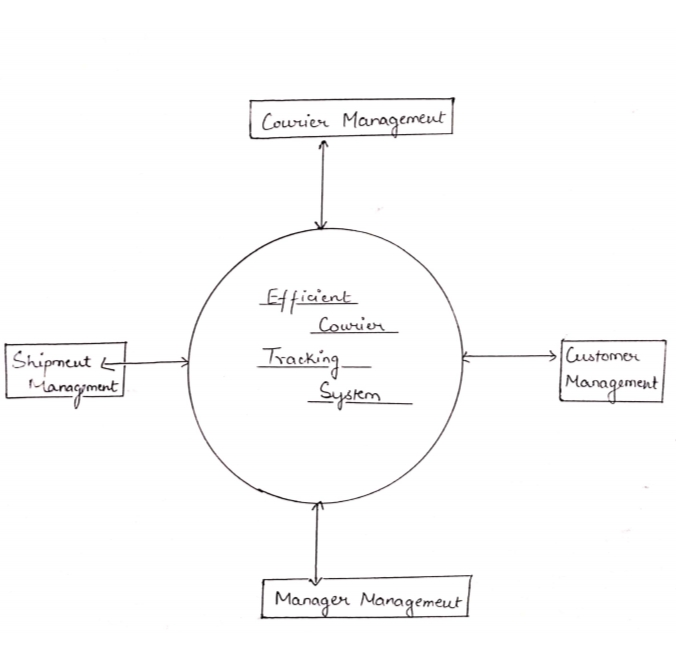 Courier Management
Efficient
Courier
Tracking
System
Shipment
Managment
Customer
Management
Manager Management